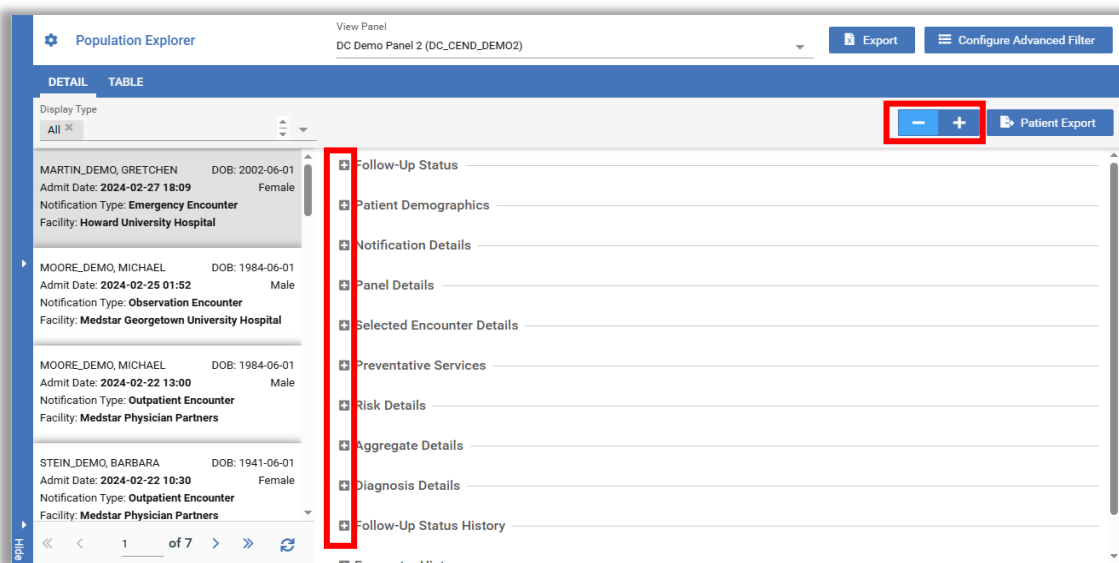 Population Explorer
View Panel
DC Demo Panel 2 (DC_CEND_DEMO2)
Export
Configure Advanced Filter
DETAIL TABLE
Display Type
All ×
Patient Export
MARTIN_DEMO, GRETCHEN DOB: 2002-06-01
Admit Date: 2024-02-27 18:09 Female
Notification Type: Emergency Encounter
Facility: Howard University Hospital
MOORE_DEMO, MICHAEL DOB: 1984-06-01
Admit Date: 2024-02-25 01:52 Male
Notification Type: Observation Encounter
Facility: Medstar Georgetown University Hospital
MOORE_DEMO, MICHAEL DOB: 1984-06-01
Admit Date: 2024-02-22 13:00 Male
Notification Type: Outpatient Encounter
Facility: Medstar Physician Partners
STEIN_DEMO, BARBARA DOB: 1941-06-01
Admit Date: 2024-02-22 10:30 Female
Notification Type: Outpatient Encounter
Facility: Medstar Physician Partners
1 of 7
Hide
Follow-Up Status
Patient Demographics
Notification Details
Panel Details
Selected Encounter Details
Preventative Services
Risk Details
Aggregate Details
Diagnosis Details
Follow-Up Status History